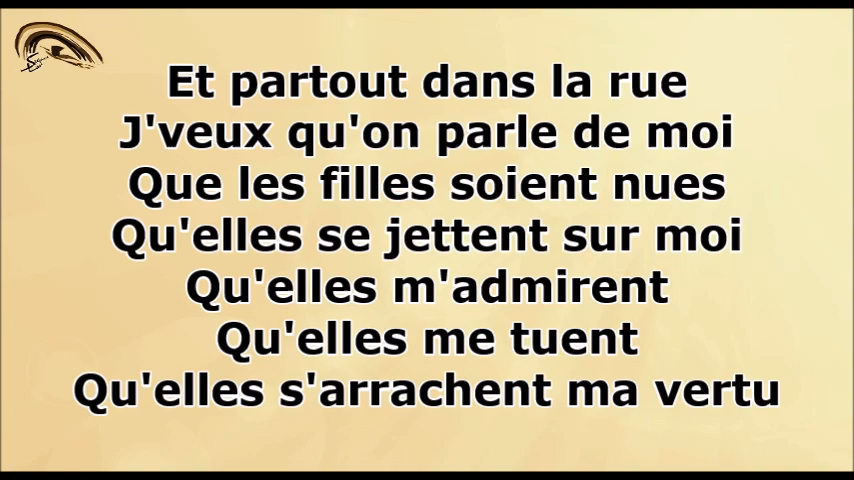 Et partout dans la rue
J'veux qu'on parle de moi
Que les filles soient nues
Qu'elles se jettent sur moi
Qu'elles m'admirent
Qu'elles me tuent
Qu'elles s'arrachent ma vertu